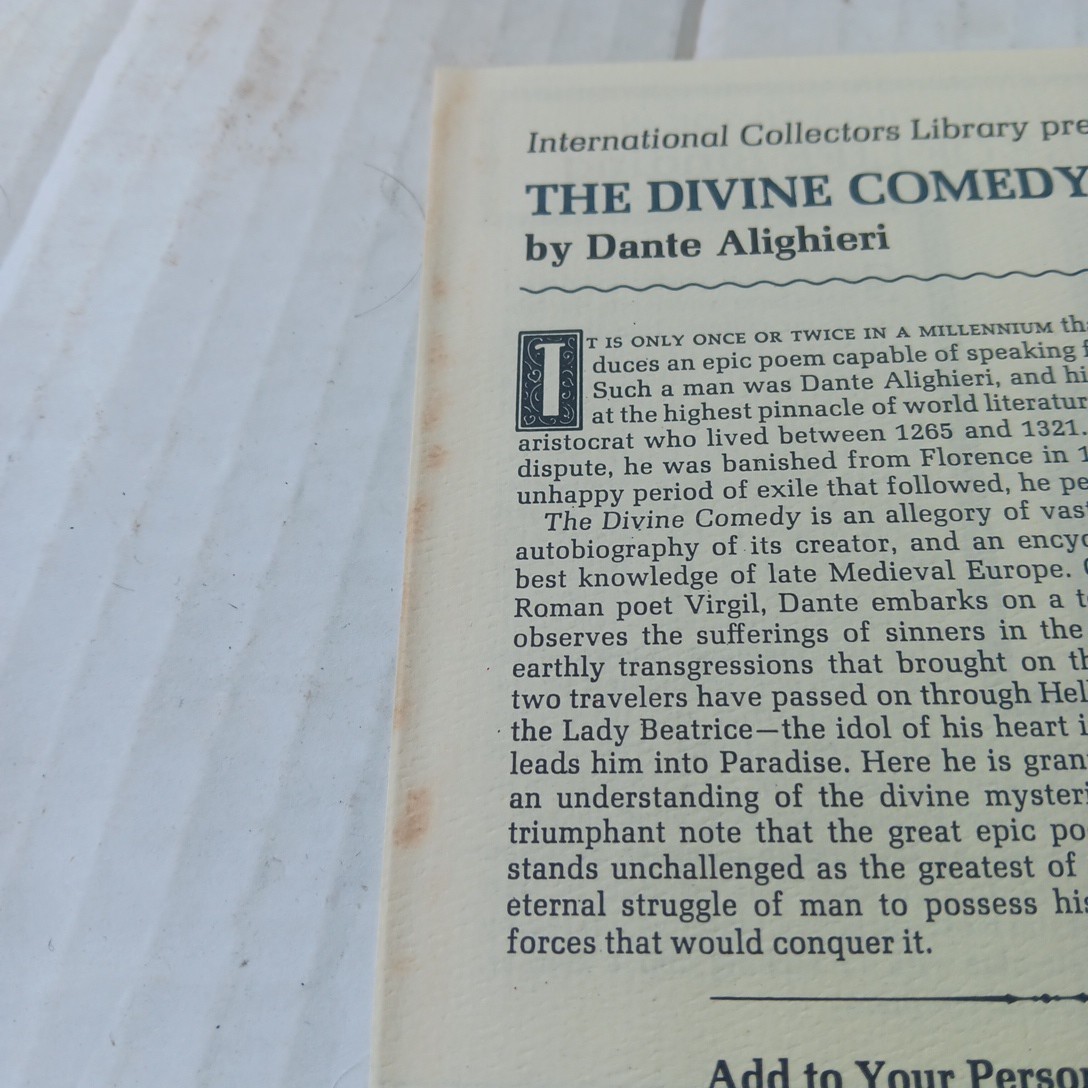 International Collectors Library pre
THE DIVINE COMEDY
by Dante Alighieri
IT IS ONLY ONCE OR TWICE IN A MILLENNIUM tha
duces an epic poem capable of speaking f
Such a man was Dante Alighieri, and hi
at the highest pinnacle of world literatur
aristocrat who lived between 1265 and 1321.
dispute, he was banished from Florence in 1
unhappy period of exile that followed, he pe
The Divine Comedy is an allegory of vas
autobiography of its creator, and an encyc
best knowledge of late Medieval Europe.
Roman poet Virgil, Dante embarks on a t
observes the sufferings of sinners in the
earthly transgressions that brought on th
two travelers have passed on through Hel
the Lady Beatrice—the idol of his heart i
leads him into Paradise. Here he is gran
an understanding of the divine mysteri
triumphant note that the great epic po
stands unchallenged as the greatest of
eternal struggle of man to possess his
forces that would conquer it.
Add to Your Person